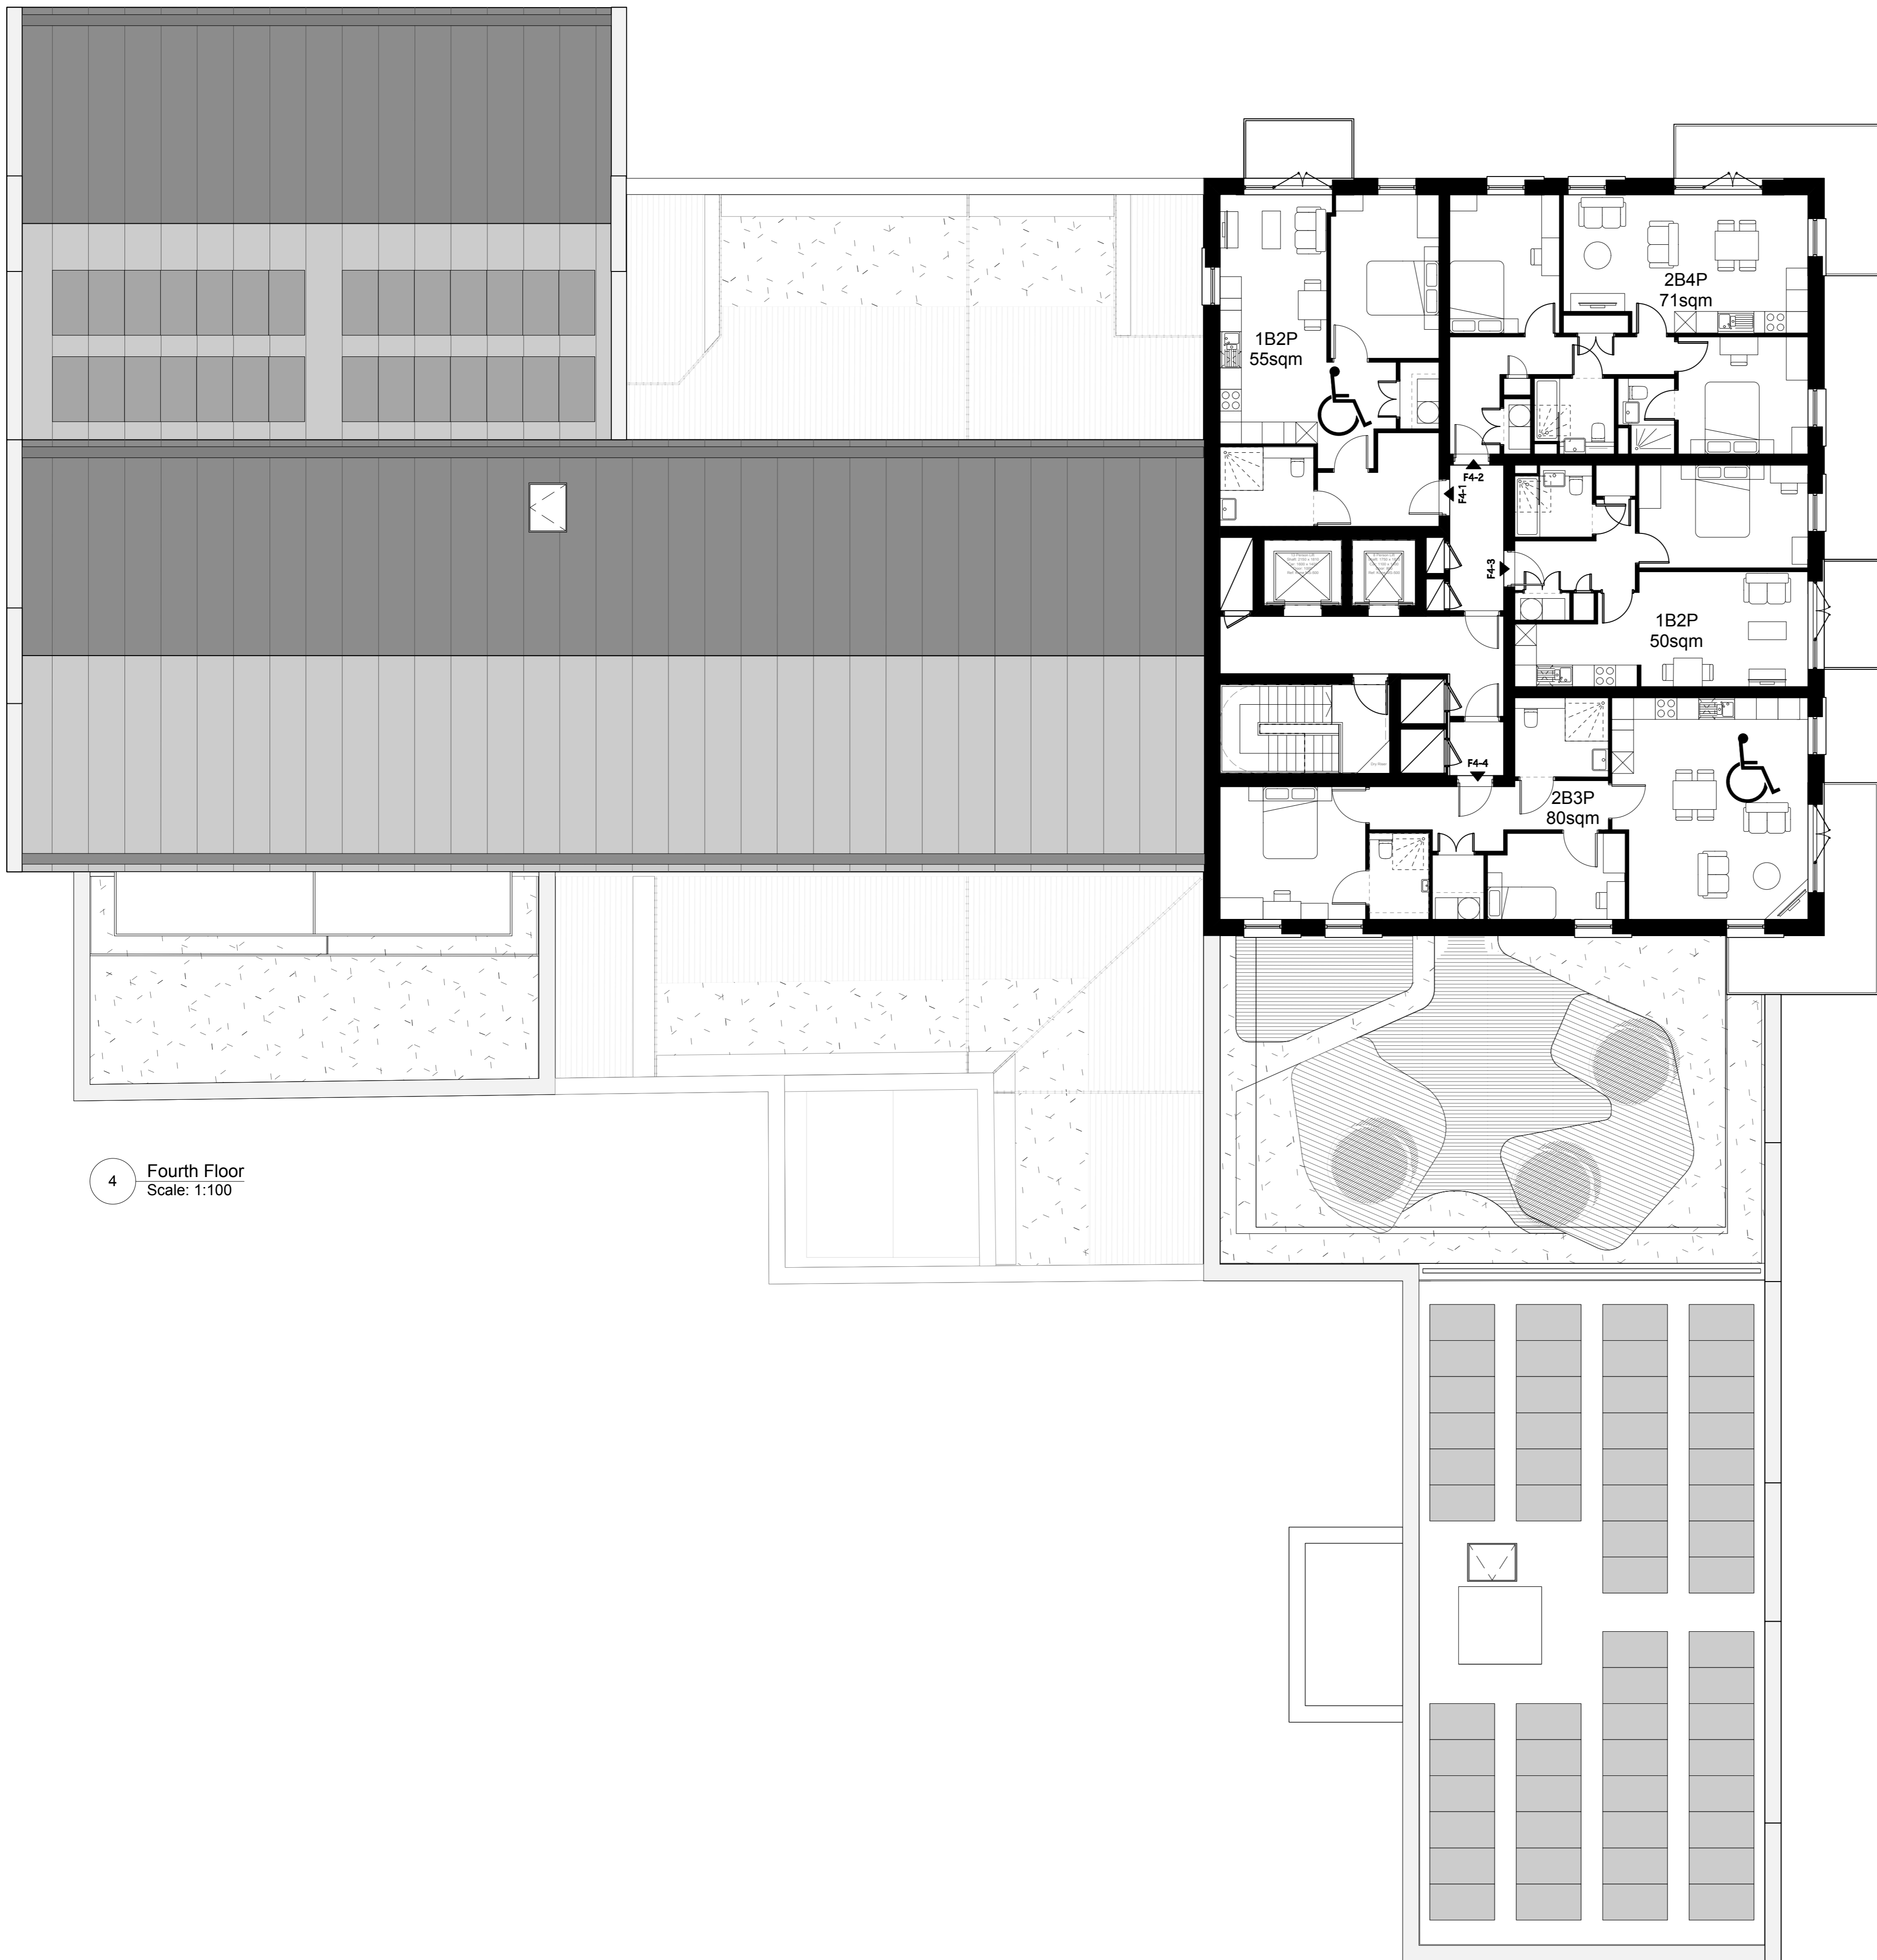 2B4P
71sqm
1B2P
55sqm
F4-2
F4-1
F4-3
1B2P
50sqm
F4-4
2B3P
80sqm
4
Fourth Floor
Scale: 1:100